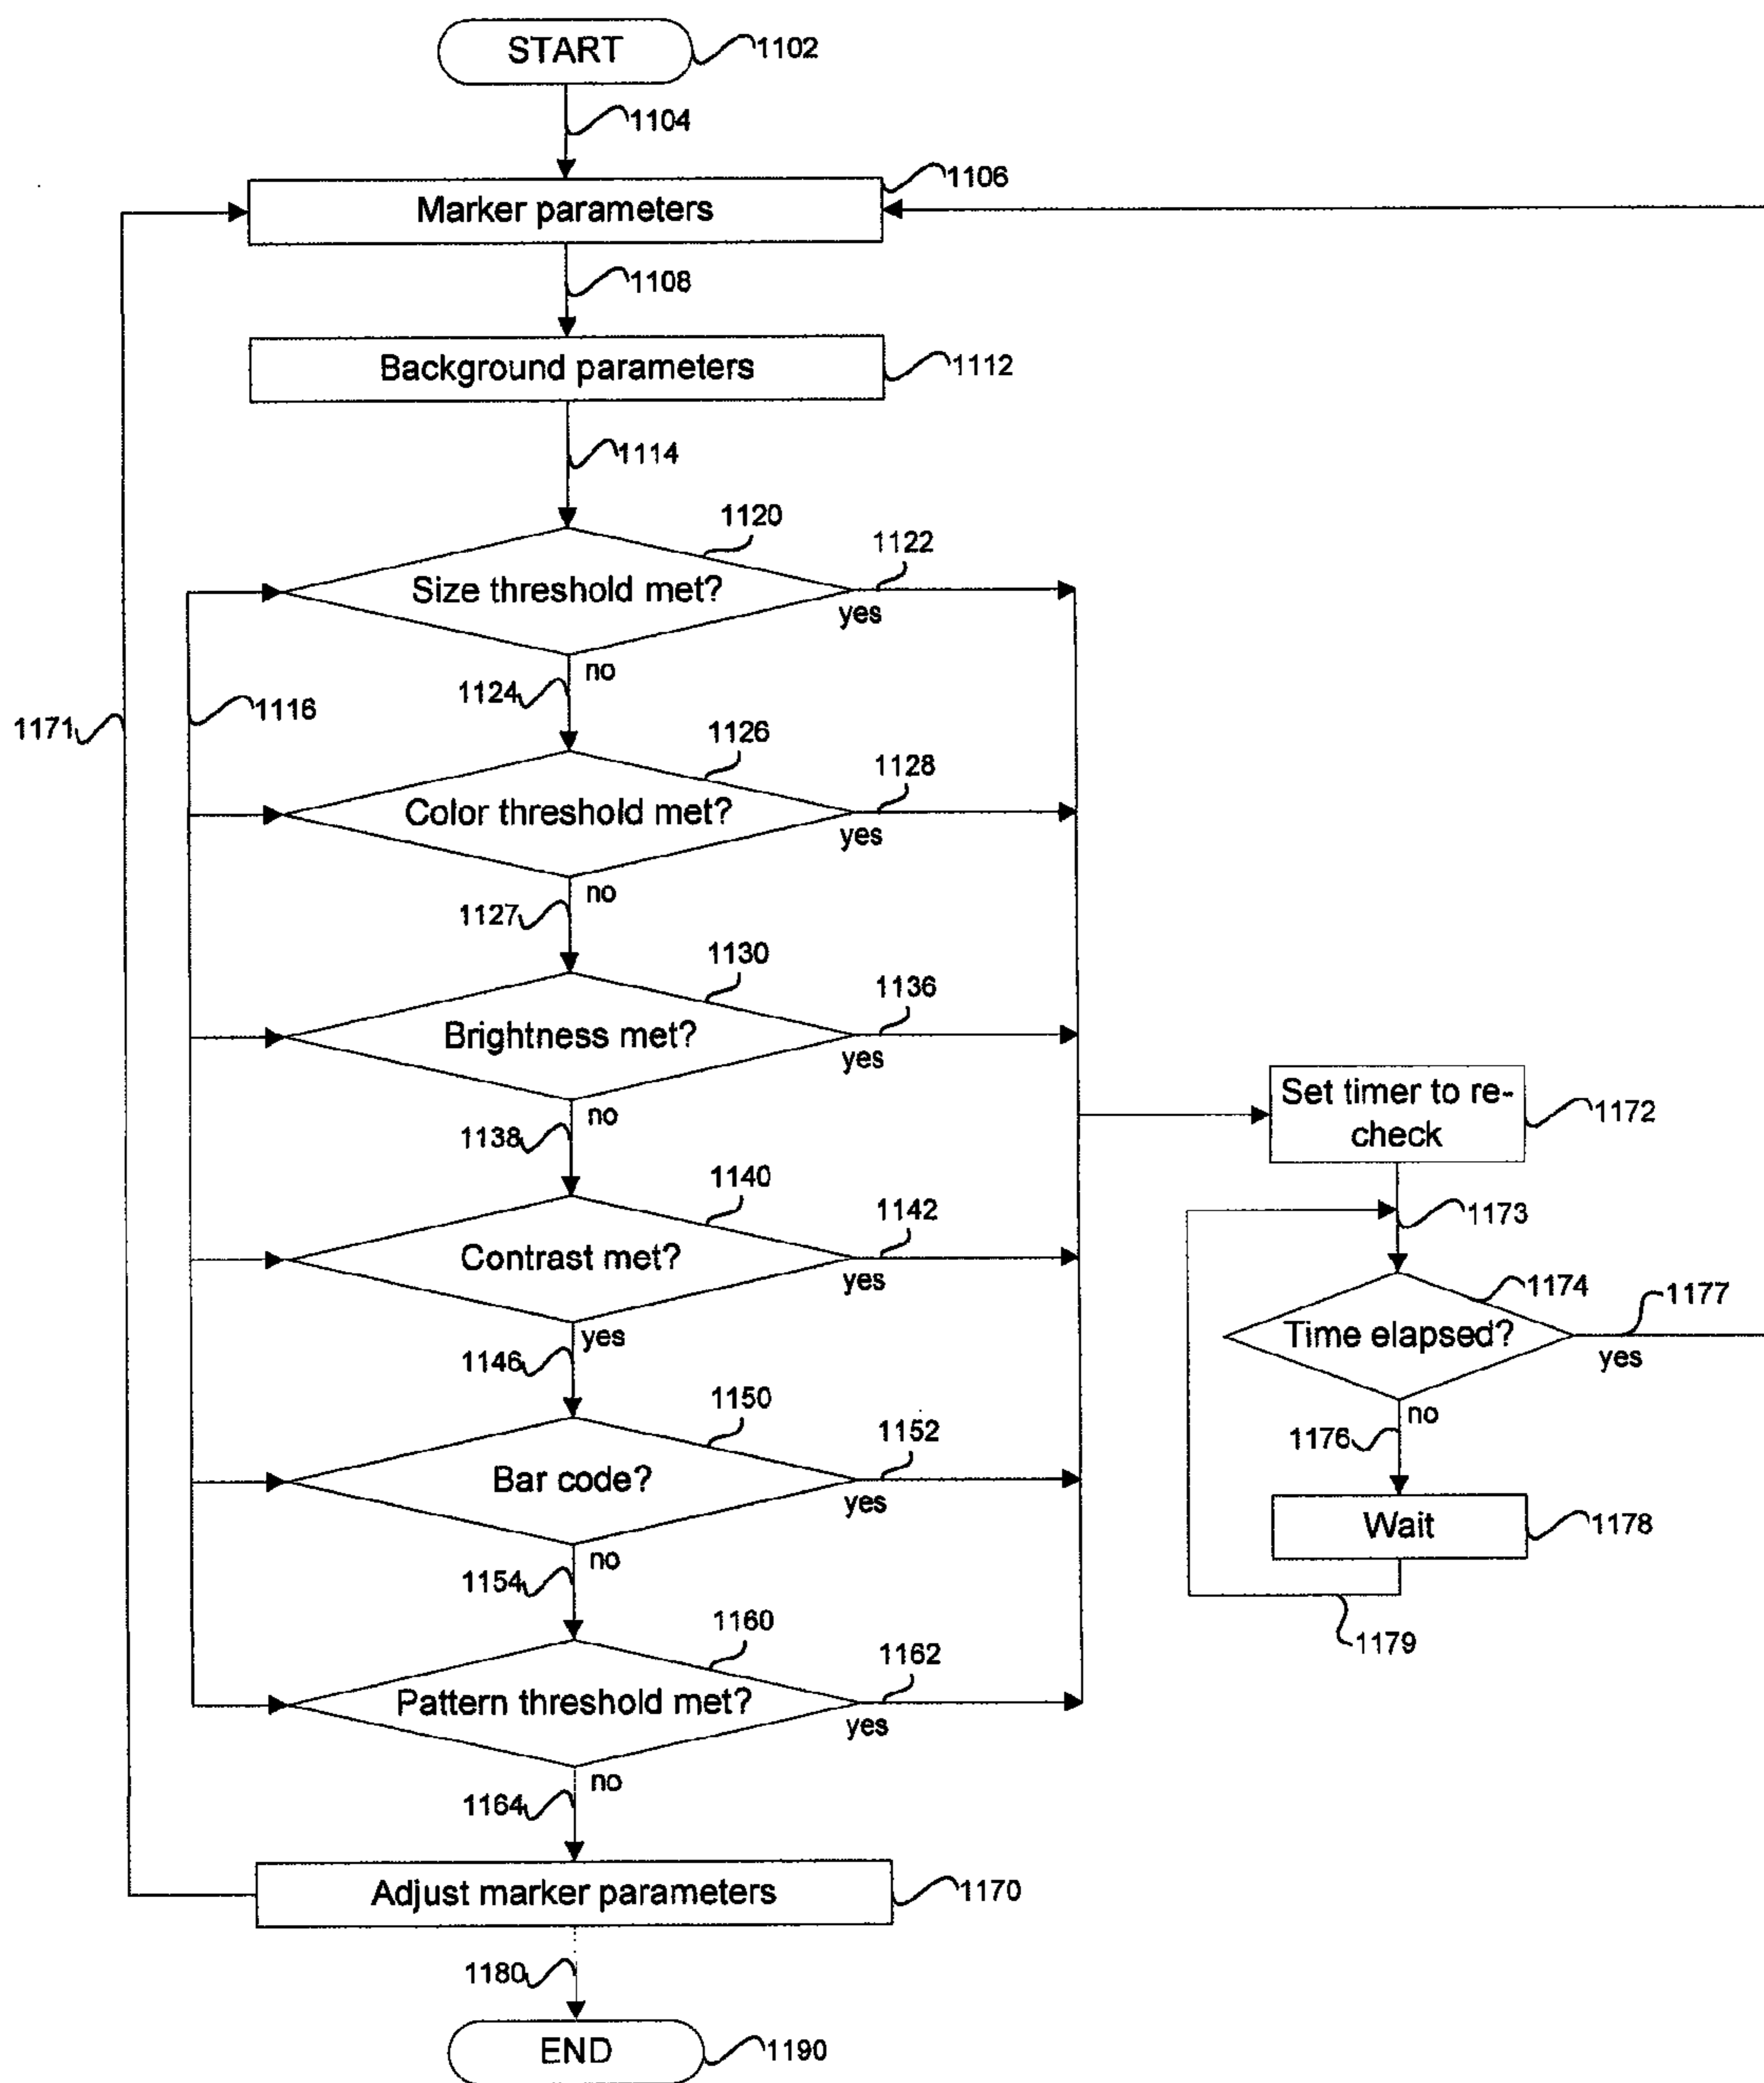 START
1102
1104
1106
Marker parameters
1108
Background parameters
1112
1114
1120
1122
Size threshold met?
yes
no
1124
1116
1171
1126
1128
Color threshold met?
yes
no
1127
1130
1136
Brightness met?
yes
no
1138
1140
1142
Contrast met?
yes
yes
1146
1150
1152
Bar code?
yes
no
1154
1160
1162
Pattern threshold met?
yes
no
1164
Adjust marker parameters
1170
1180
END
1190
Set timer to re-
check
1172
1173
1174
1177
Time elapsed?
yes
no
1176
Wait
1178
1179